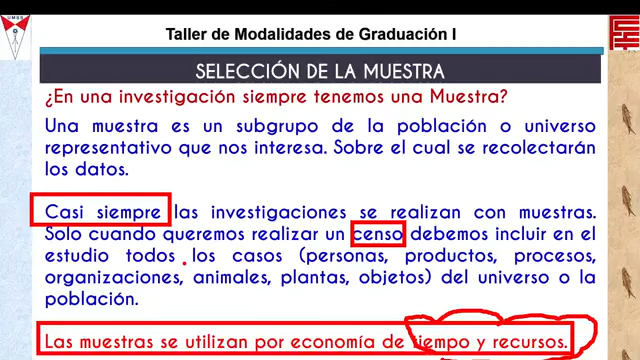 UMSS
Taller de Modalidades de Graduación I
SELECCIÓN DE LA MUESTRA
¿En una investigación siempre tenemos una Muestra?
Una muestra es un subgrupo de la población o universo
representativo que nos interesa. Sobre el cual se recolectarán
los datos.
Casi siempre las investigaciones se realizan con muestras.
Solo cuando queremos realizar un censo debemos incluir en el
estudio todos los casos (personas, productos, procesos,
organizaciones, animales, plantas, objetos) del universo o la
población.
Las muestras se utilizan por economía de tiempo y recursos.